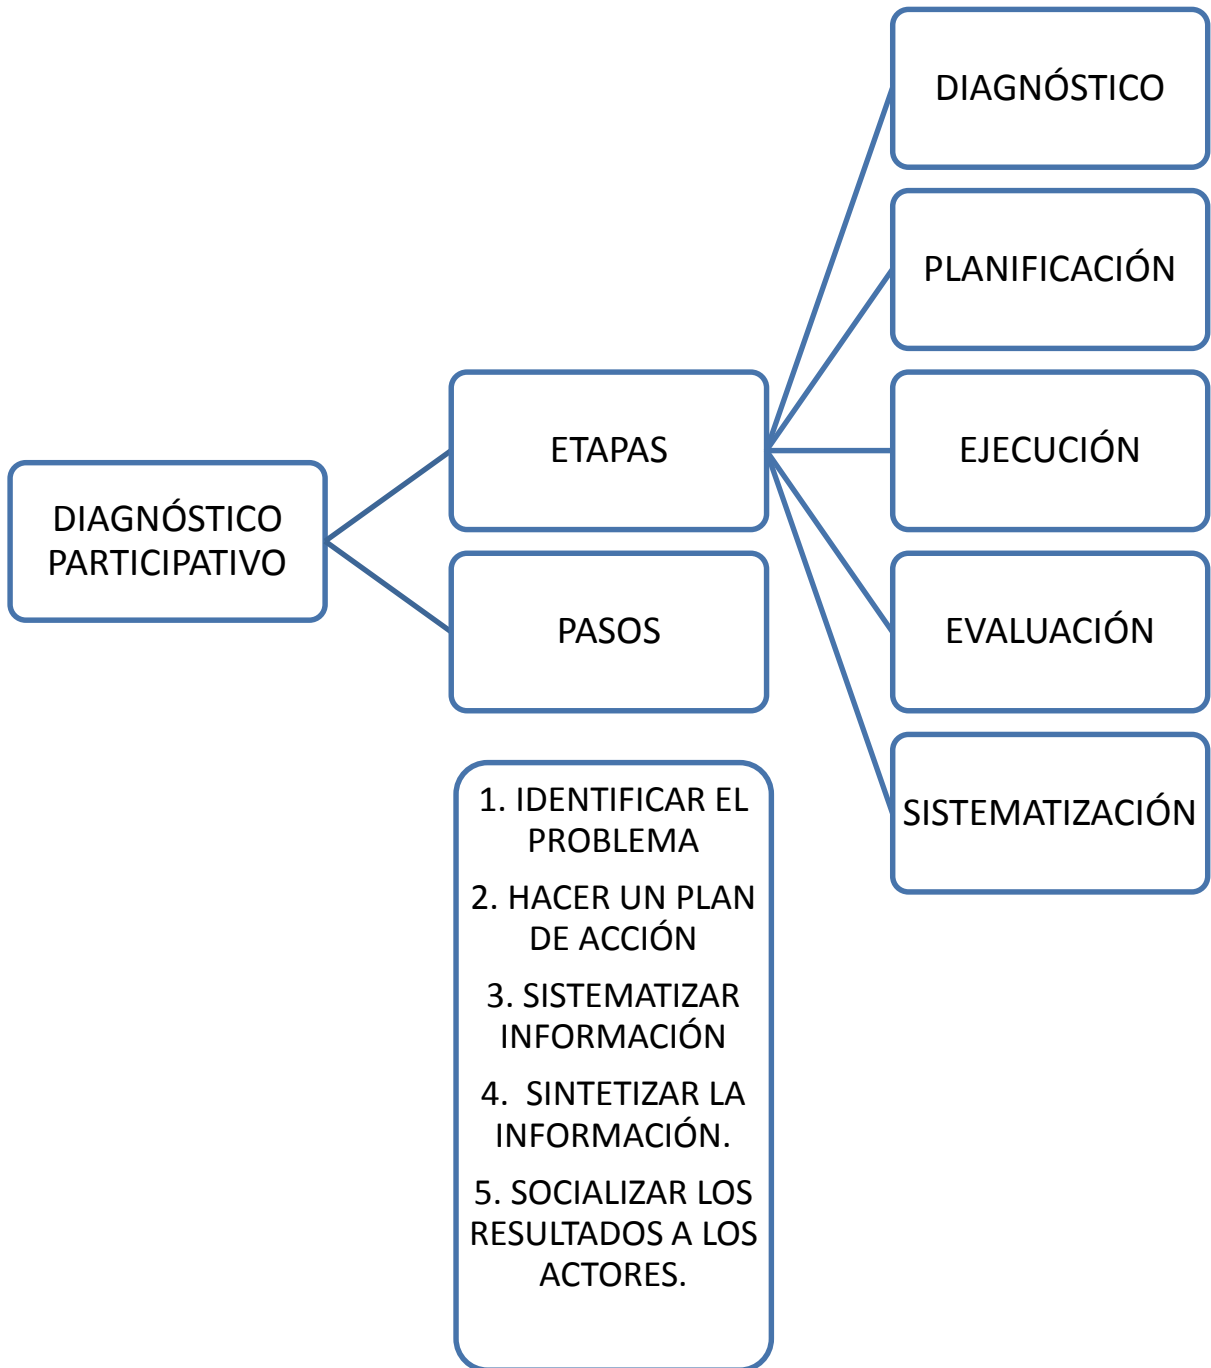 DIAGNÓSTICO
PARTICIPATIVO
ETAPAS
DIAGNÓSTICO
PLANIFICACIÓN
EJECUCIÓN
EVALUACIÓN
SISTEMATIZACIÓN
PASOS
1. IDENTIFICAR EL
PROBLEMA
2. HACER UN PLAN
DE ACCIÓN
3. SISTEMATIZAR
INFORMACIÓN
4. SINTETIZAR LA
INFORMACIÓN.
5. SOCIALIZAR LOS
RESULTADOS A LOS
ACTORES.